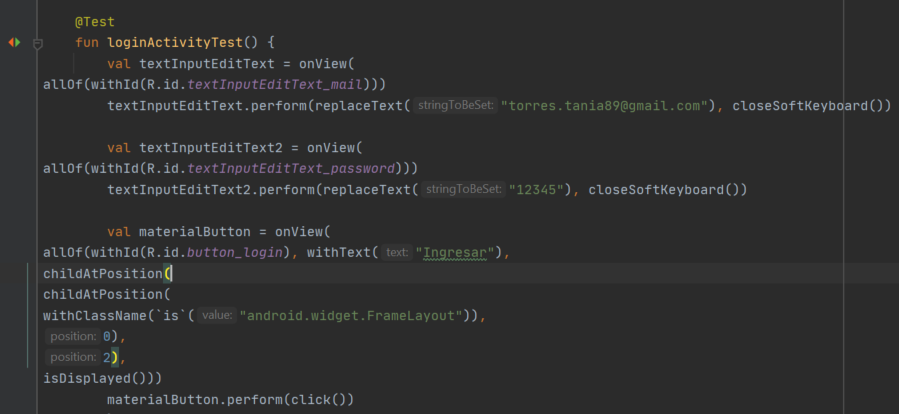 @Test
fun loginActivityTest() {
val textInputEditText = onView(
allOf(withId(R.id.textInputEditText_mail)))
textInputEditText.perform(replaceText( stringToBeSet: "torres.tania89@gmail.com"), closeSoftKeyboard())
val textInputEditText2 = onView(
allOf(withId(R.id.textInputEditText_password)))
textInputEditText2.perform(replaceText( stringToBeSet: "12345"), closeSoftKeyboard())
val materialButton = onView(
allOf(withId(R.id.button_login), withText( text: "Ingresar"),
childAtPosition(
childAtPosition(
withClassName(`is`( value: "android.widget.FrameLayout")),
position: 0),
position: 2),
isDisplayed()))
materialButton.perform(click())